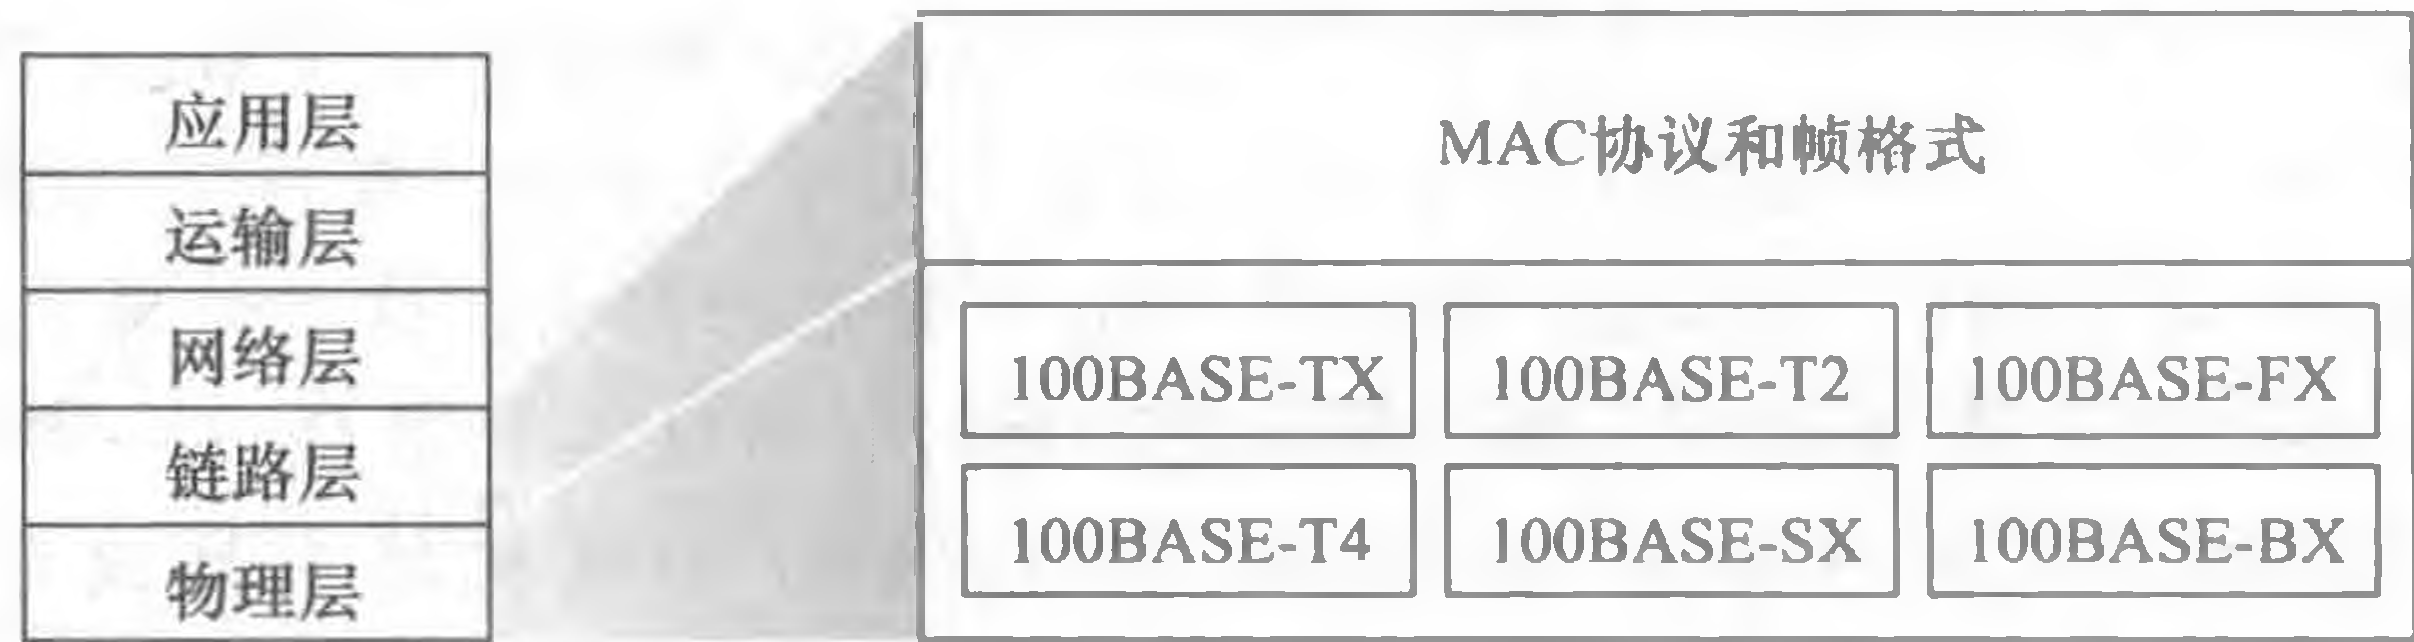 应用层
运输层
网络层
链路层
物理层
MAC协议和帧格式
100BASE-TX
100BASE-T2
100BASE-FX
100BASE-T4
100BASE-SX
100BASE-BX